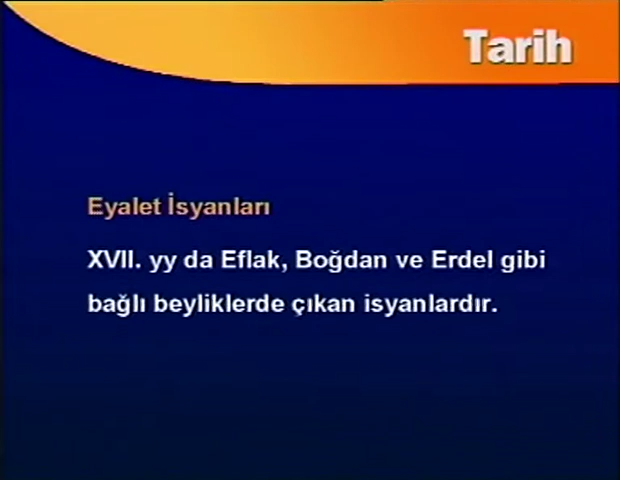 Tarih
Eyalet İsyanları
XVII. yy da Eflak, Boğdan ve Erdel gibi
bağlı beyliklerde çıkan isyanlardır.